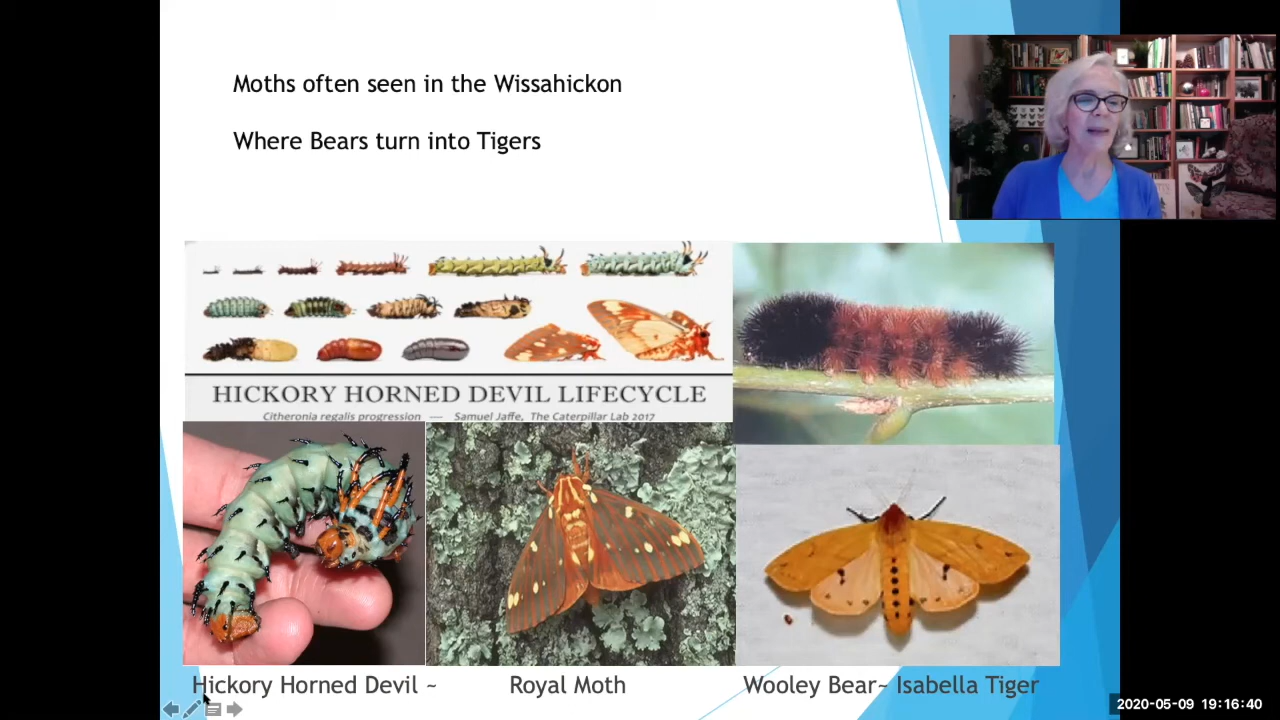 Moths often seen in the Wissahickon
Where Bears turn into Tigers
HICKORY HORNED DEVIL LIFECYCLE
Citheronia regalis progression — Samuel Jaffe, The Caterpillar Lab 2017
Hickory Horned Devil ~ Royal Moth Wooley Bear~ Isabella Tiger
2020-05-09 19:16:40